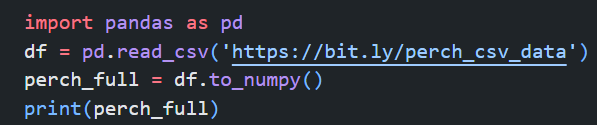 import pandas as pd
df = pd.read_csv('https://bit.ly/perch_csv_data')
perch_full = df.to_numpy()
print(perch_full)